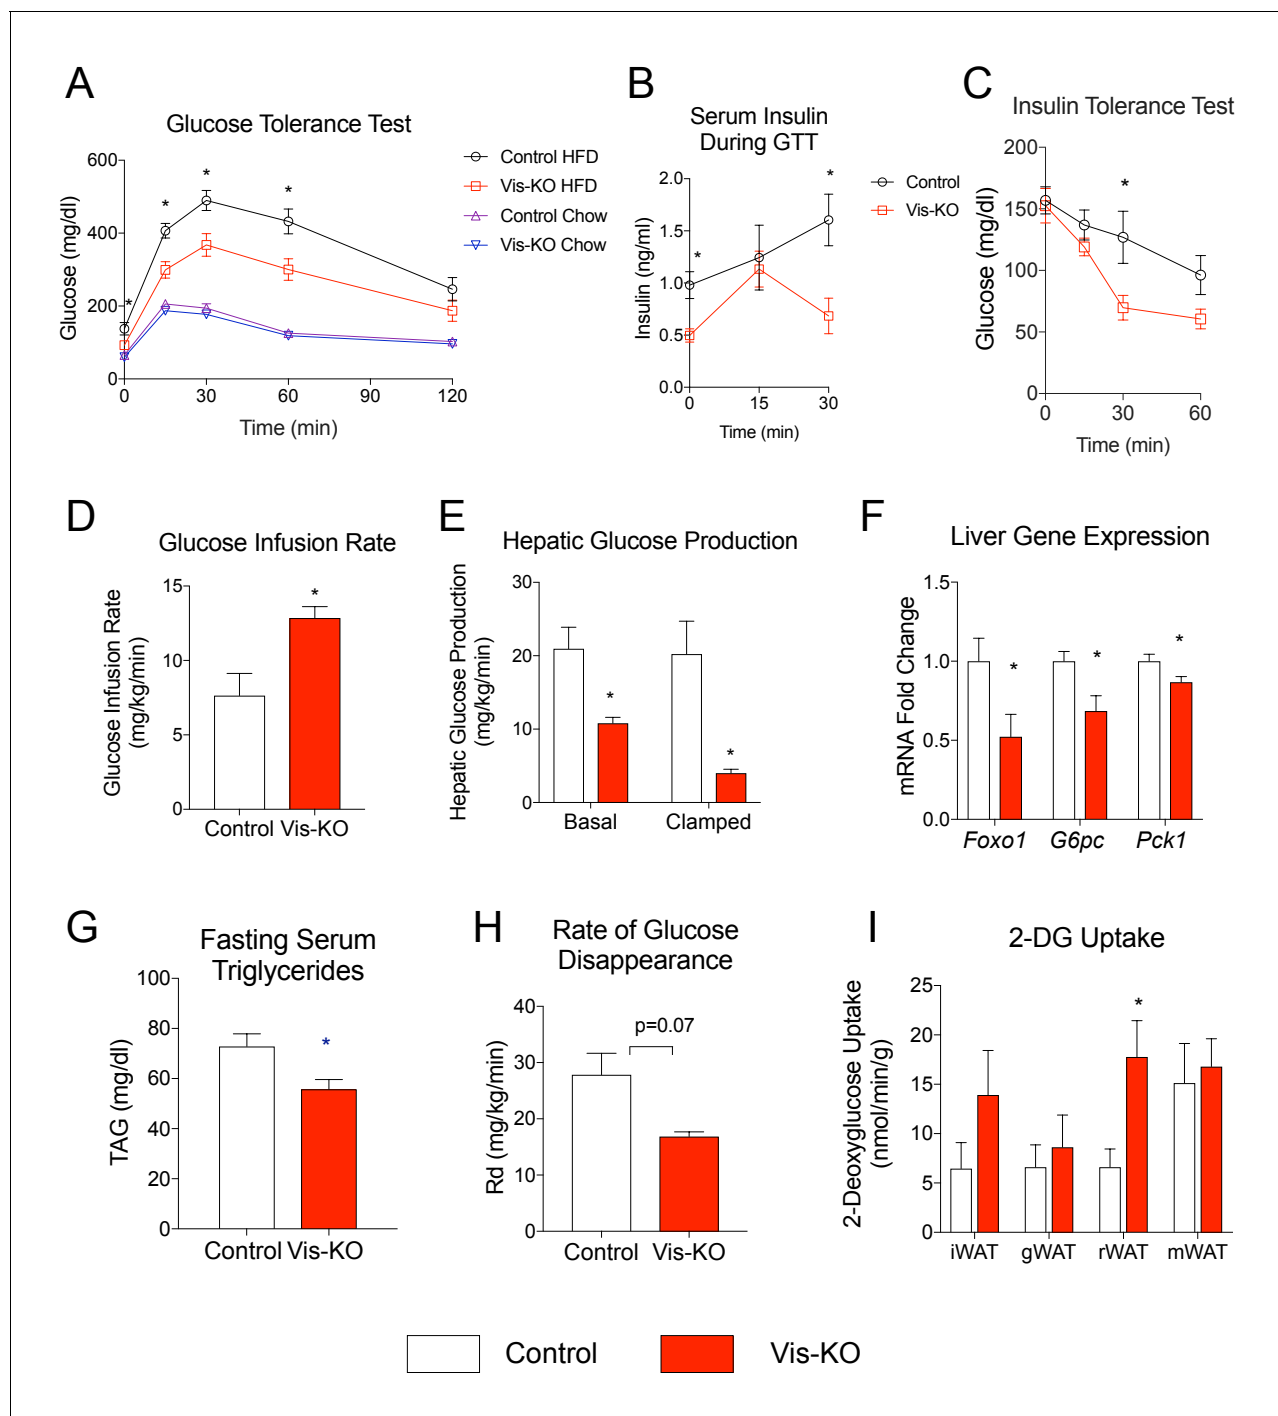 A
Glucose Tolerance Test
Glucose (mg/dl)
600
400
200
0
0
30
60
90
120
Time (min)
*
*
*
*
Control HFD
Vis-KO HFD
Control Chow
Vis-KO Chow
B
Serum Insulin
During GTT
Insulin (ng/ml)
2.0
1.5
1.0
0.5
0.0
0
15
30
Time (min)
*
*
Control
Vis-KO
C
Insulin Tolerance Test
Glucose (mg/dl)
200
150
100
50
0
0
30
60
Time (min)
*
D
Glucose Infusion Rate
Glucose Infusion Rate
(mg/kg/min)
15
10
5
0
*
Control Vis-KO
E
Hepatic Glucose Production
Hepatic Glucose Production
(mg/kg/min)
30
20
10
0
*
*
Basal
Clamped
F
Liver Gene Expression
mRNA Fold Change
1.5
1.0
0.5
0.0
*
*
*
Foxo1
G6pc
Pck1
G
Fasting Serum
Triglycerides
TAG (mg/dl)
100
80
60
40
20
0
*
Control Vis-KO
H
Rate of Glucose
Disappearance
Rd (mg/kg/min)
40
30
20
10
0
p=0.07
Control Vis-KO
I
2-DG Uptake
2-Deoxyglucose Uptake
(nmol/min/g)
25
20
15
10
5
0
*
iWAT
gWAT
rWAT
mWAT
Control
Vis-KO